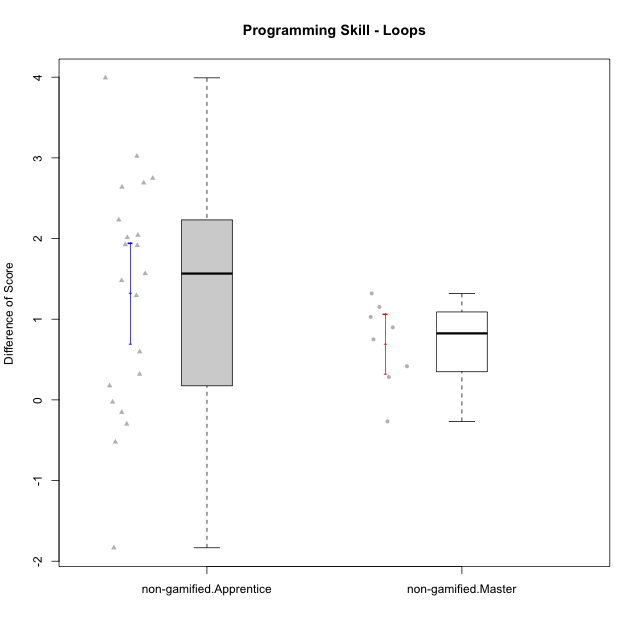 Programming Skill - Loops
Difference of Score
4
3
2
1
0
-1
-2
non-gamified.Apprentice
non-gamified.Master